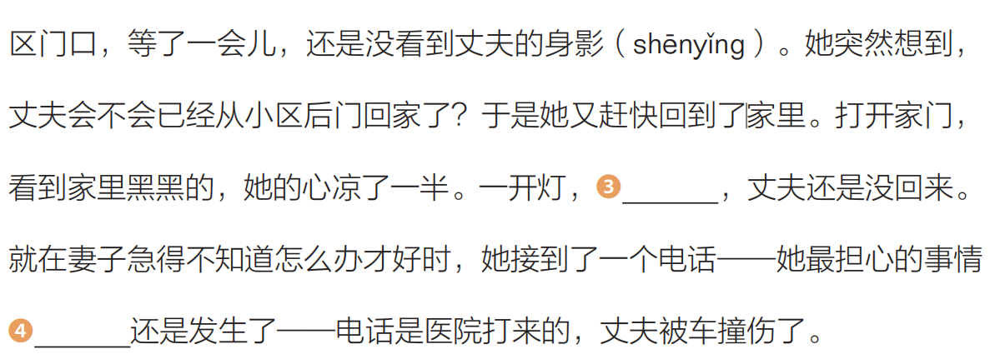 区门口，等了一会儿，还是没看到丈夫的身影（shēnyǐng）。她突然想到，
丈夫会不会已经从小区后门回家了？于是她又赶快回到了家里。打开家门，
看到家里黑黑的，她的心凉了一半。一开灯，❸______，丈夫还是没回来。
就在妻子急得不知道怎么办才好时，她接到了一个电话——她最担心的事情
❹______还是发生了——电话是医院打来的，丈夫被车撞伤了。